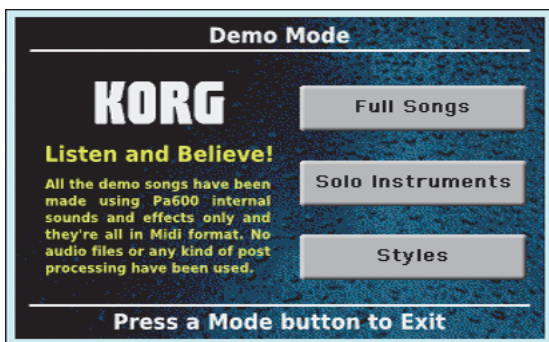 Demo Mode
KORG
Listen and Believe!
All the demo songs have been
made using Pa600 internal
sounds and effects only and
they're all in Midi format. No
audio files or any kind of post
processing have been used.
Full Songs
Solo Instruments
Styles
Press a Mode button to Exit